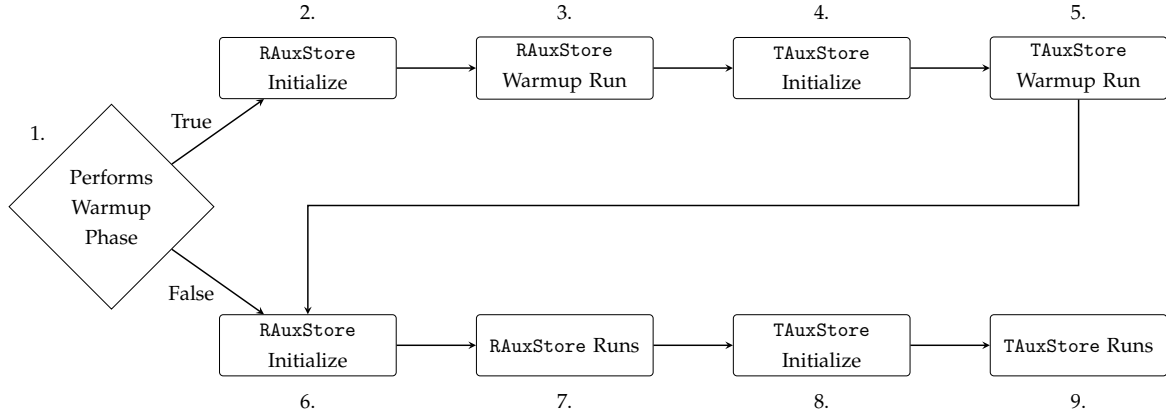 2.
3.
4.
5.
RAuxStore
Initialize
RAuxStore
Warmup Run
TAuxStore
Initialize
TAuxStore
Warmup Run
1.
True
Performs
Warmup
Phase
False
RAuxStore
Initialize
RAuxStore Runs
TAuxStore
Initialize
TAuxStore Runs
6.
7.
8.
9.